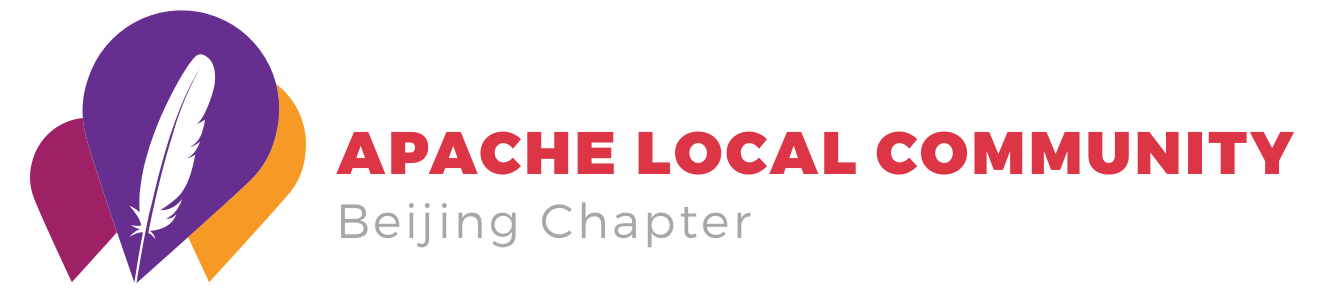 APACHE LOCAL COMMUNITY
Beijing Chapter